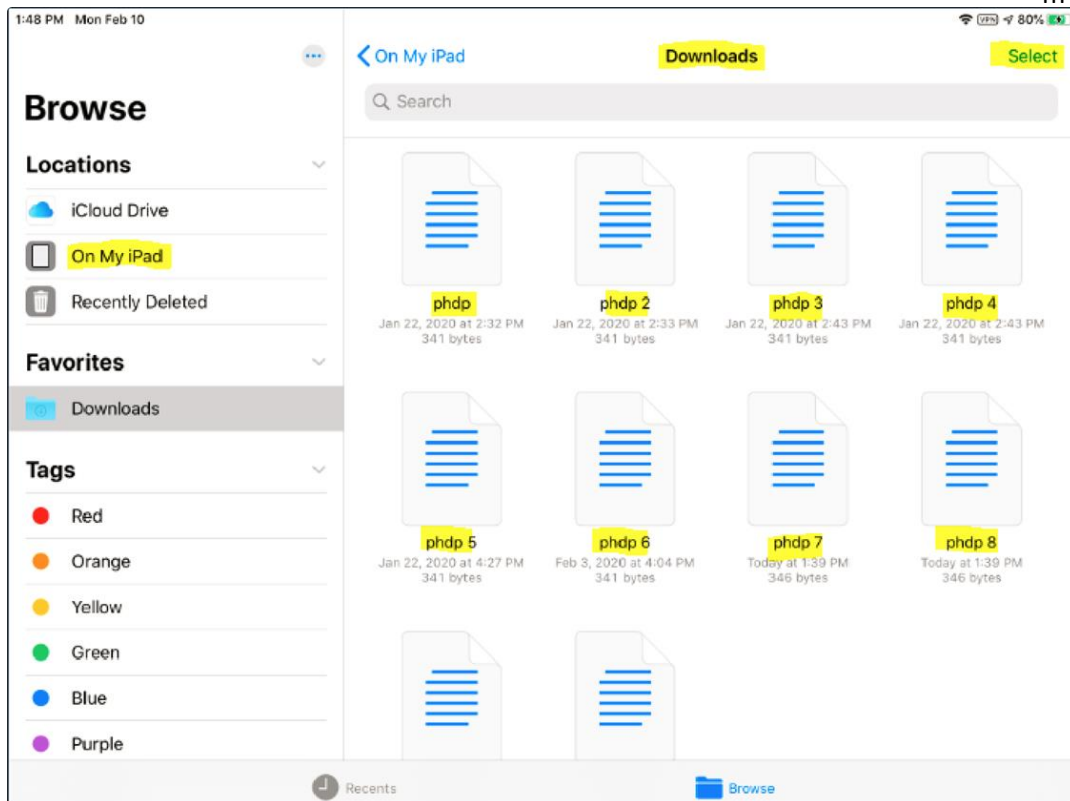 1:48 PM Mon Feb 10
VPN 80%
On My iPad
Downloads
Select
Search
Browse
Locations
iCloud Drive
On My iPad
Recently Deleted
Favorites
Downloads
Tags
Red
Orange
Yellow
Green
Blue
Purple
phdp
Jan 22, 2020 at 2:32 PM
341 bytes
phdp 2
Jan 22, 2020 at 2:33 PM
341 bytes
phdp 3
Jan 22, 2020 at 2:43 PM
341 bytes
phdp 4
Jan 22, 2020 at 2:43 PM
341 bytes
phdp 5
Jan 22, 2020 at 4:27 PM
341 bytes
phdp 6
Feb 3, 2020 at 4:04 PM
341 bytes
phdp 7
Today at 1:39 PM
346 bytes
phdp 8
Today at 1:39 PM
346 bytes
Recents
Browse